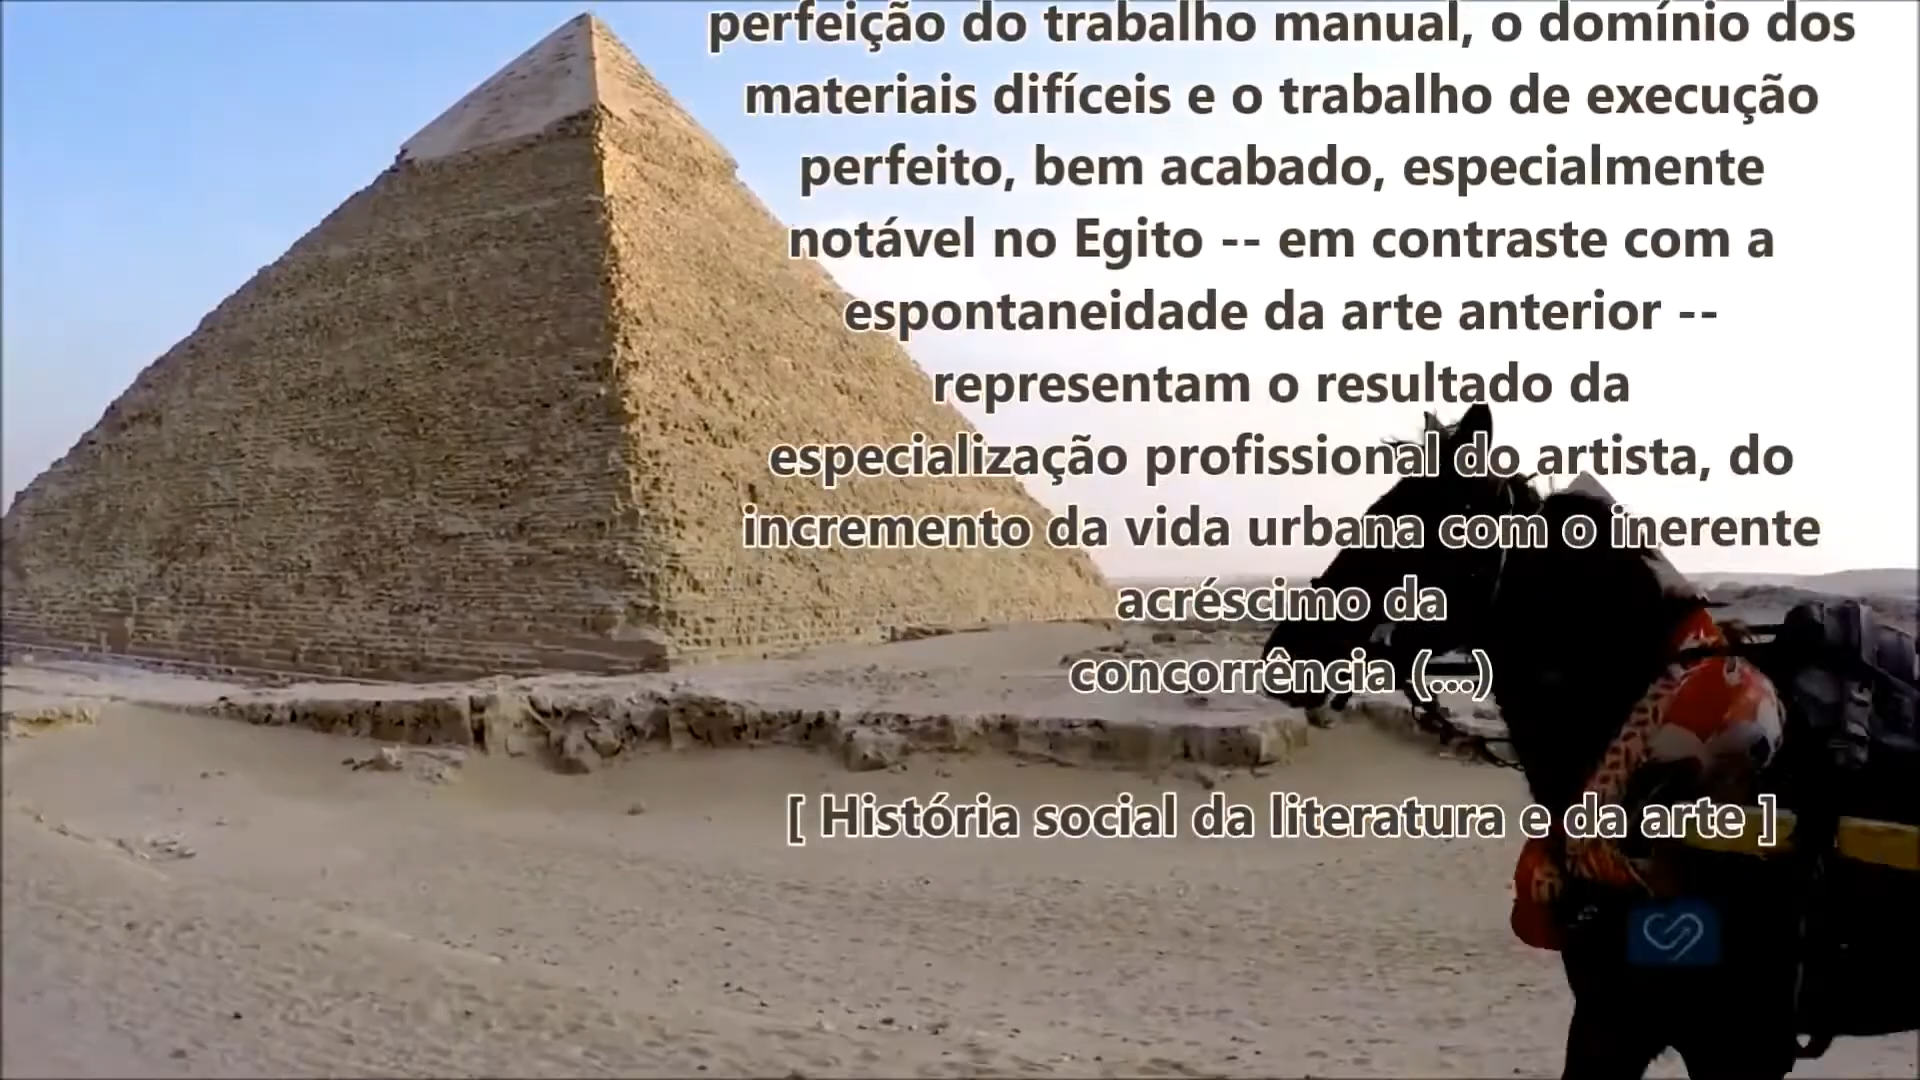 perfeição do trabalho manual, o domínio dos
materiais difíceis e o trabalho de execução
perfeito, bem acabado, especialmente
notável no Egito -- em contraste com a
espontaneidade da arte anterior --
representam o resultado da
especialização profissional do artista, do
incremento da vida urbana com o inerente
acréscimo da
concorrência (...)
[ História social da literatura e da arte ]